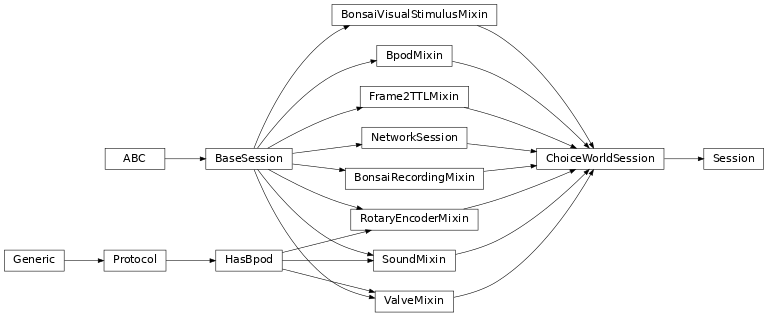 BonsaiVisualStimulusMixin
BpodMixin
Frame2TTLMixin
NetworkSession
ABC
BaseSession
ChoiceWorldSession
Session
BonsaiRecordingMixin
RotaryEncoderMixin
Generic
Protocol
HasBpod
SoundMixin
ValveMixin